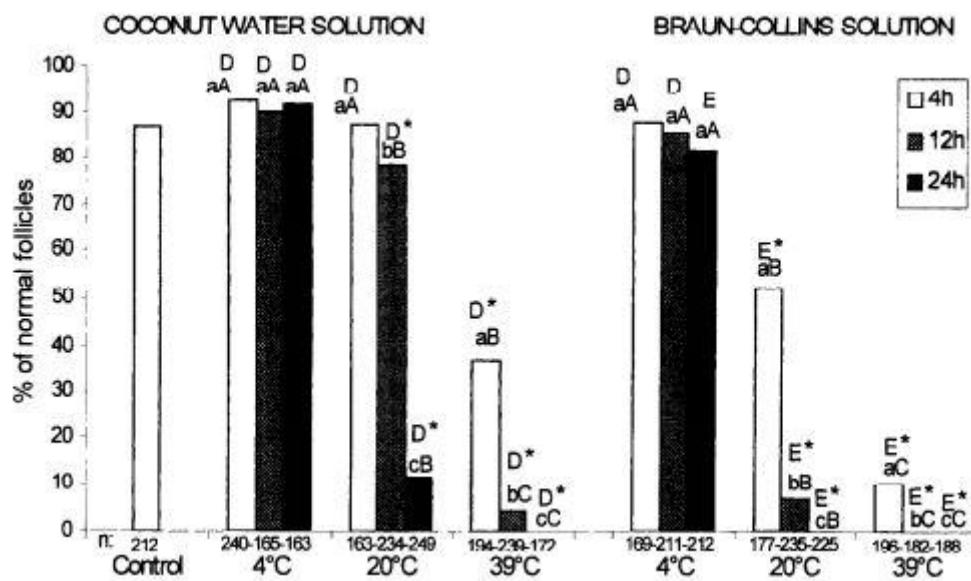 COCONUT WATER SOLUTION
BRAUN-COLLINS SOLUTION
% of normal follicles
100
90
80
70
60
50
40
30
20
10
0
D
aA
D
aA
D
aA
D
aA
D*
bB
D*
cB
D*
aB
D*
bC
D*
cC
D
aA
D
aA
E
aA
E*
aB
E*
bB
E*
cB
E*
aC
E*
bC
E*
cC
4h
12h
24h
n: 212 240-165-163 163-234-249 194-239-172 169-211-212 177-235-225 196-182-188
Control 4°C 20°C 39°C 4°C 20°C 39°C